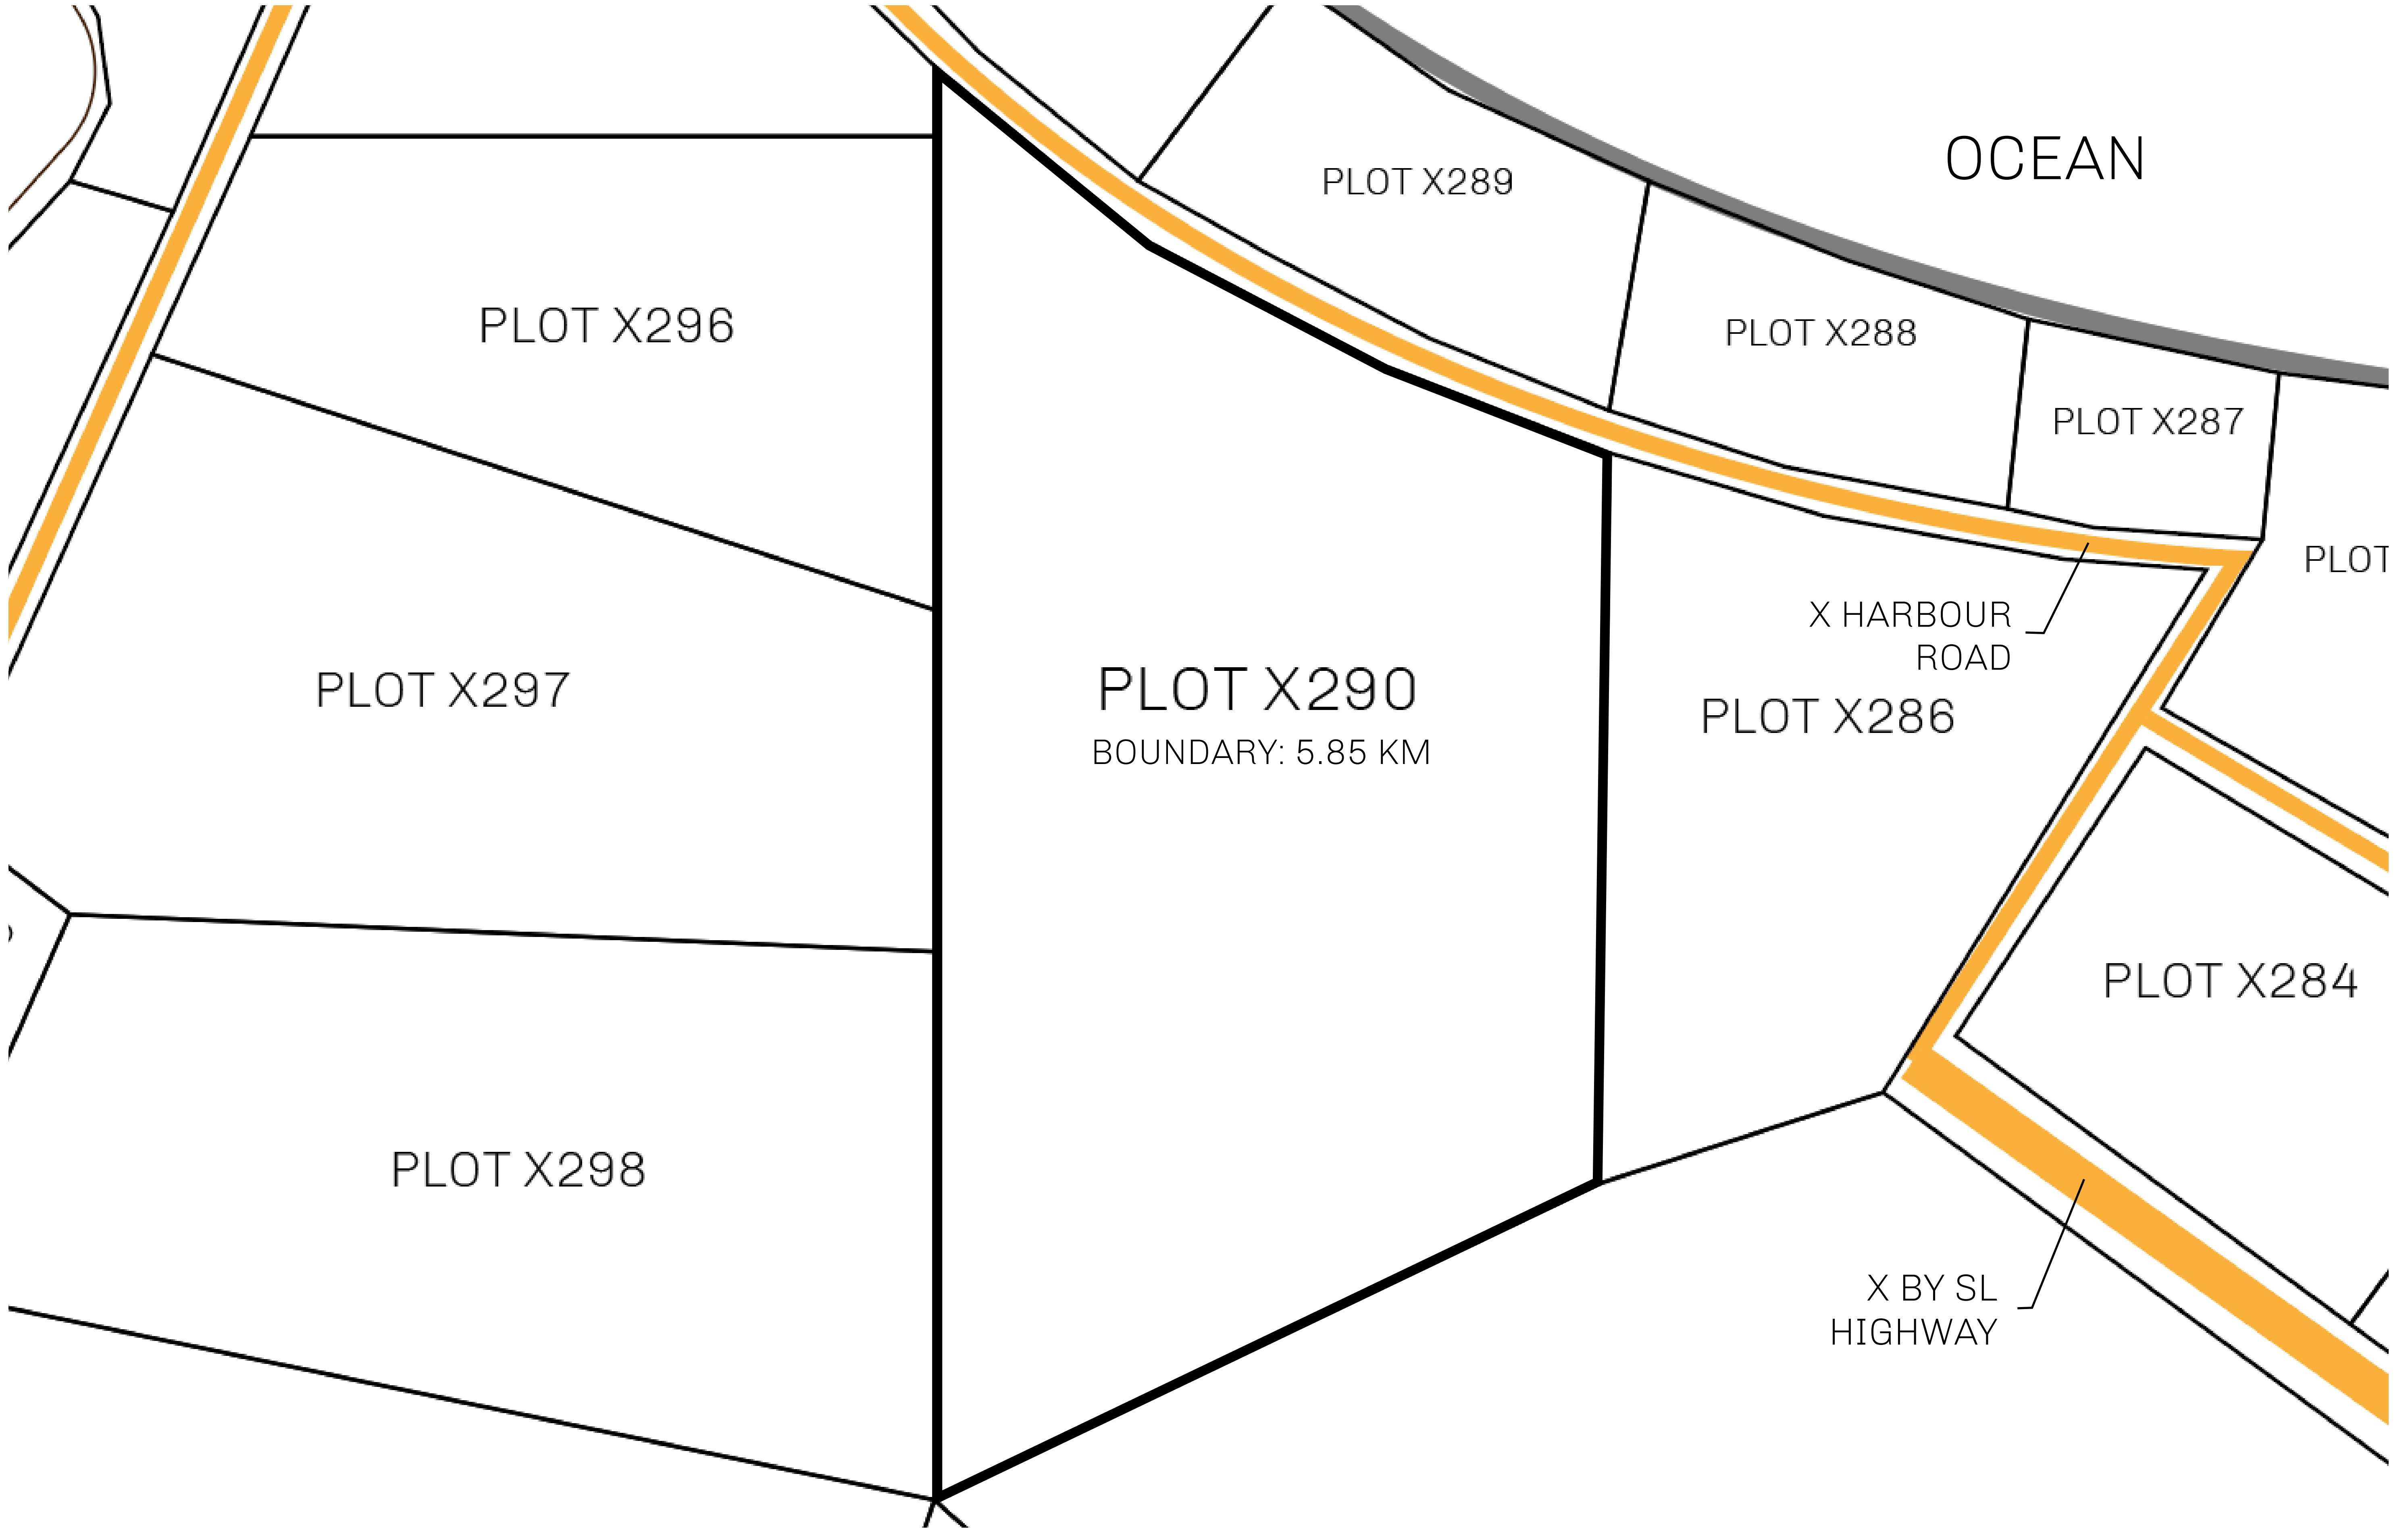 OCEAN
PLOT X289
PLOT X296
PLOT X288
PLOT X287
PLOT
X HARBOUR
ROAD
PLOT X297
PLOT X290
BOUNDARY: 5.85 KM
PLOT X286
PLOT X284
PLOT X298
X BY SL
HIGHWAY